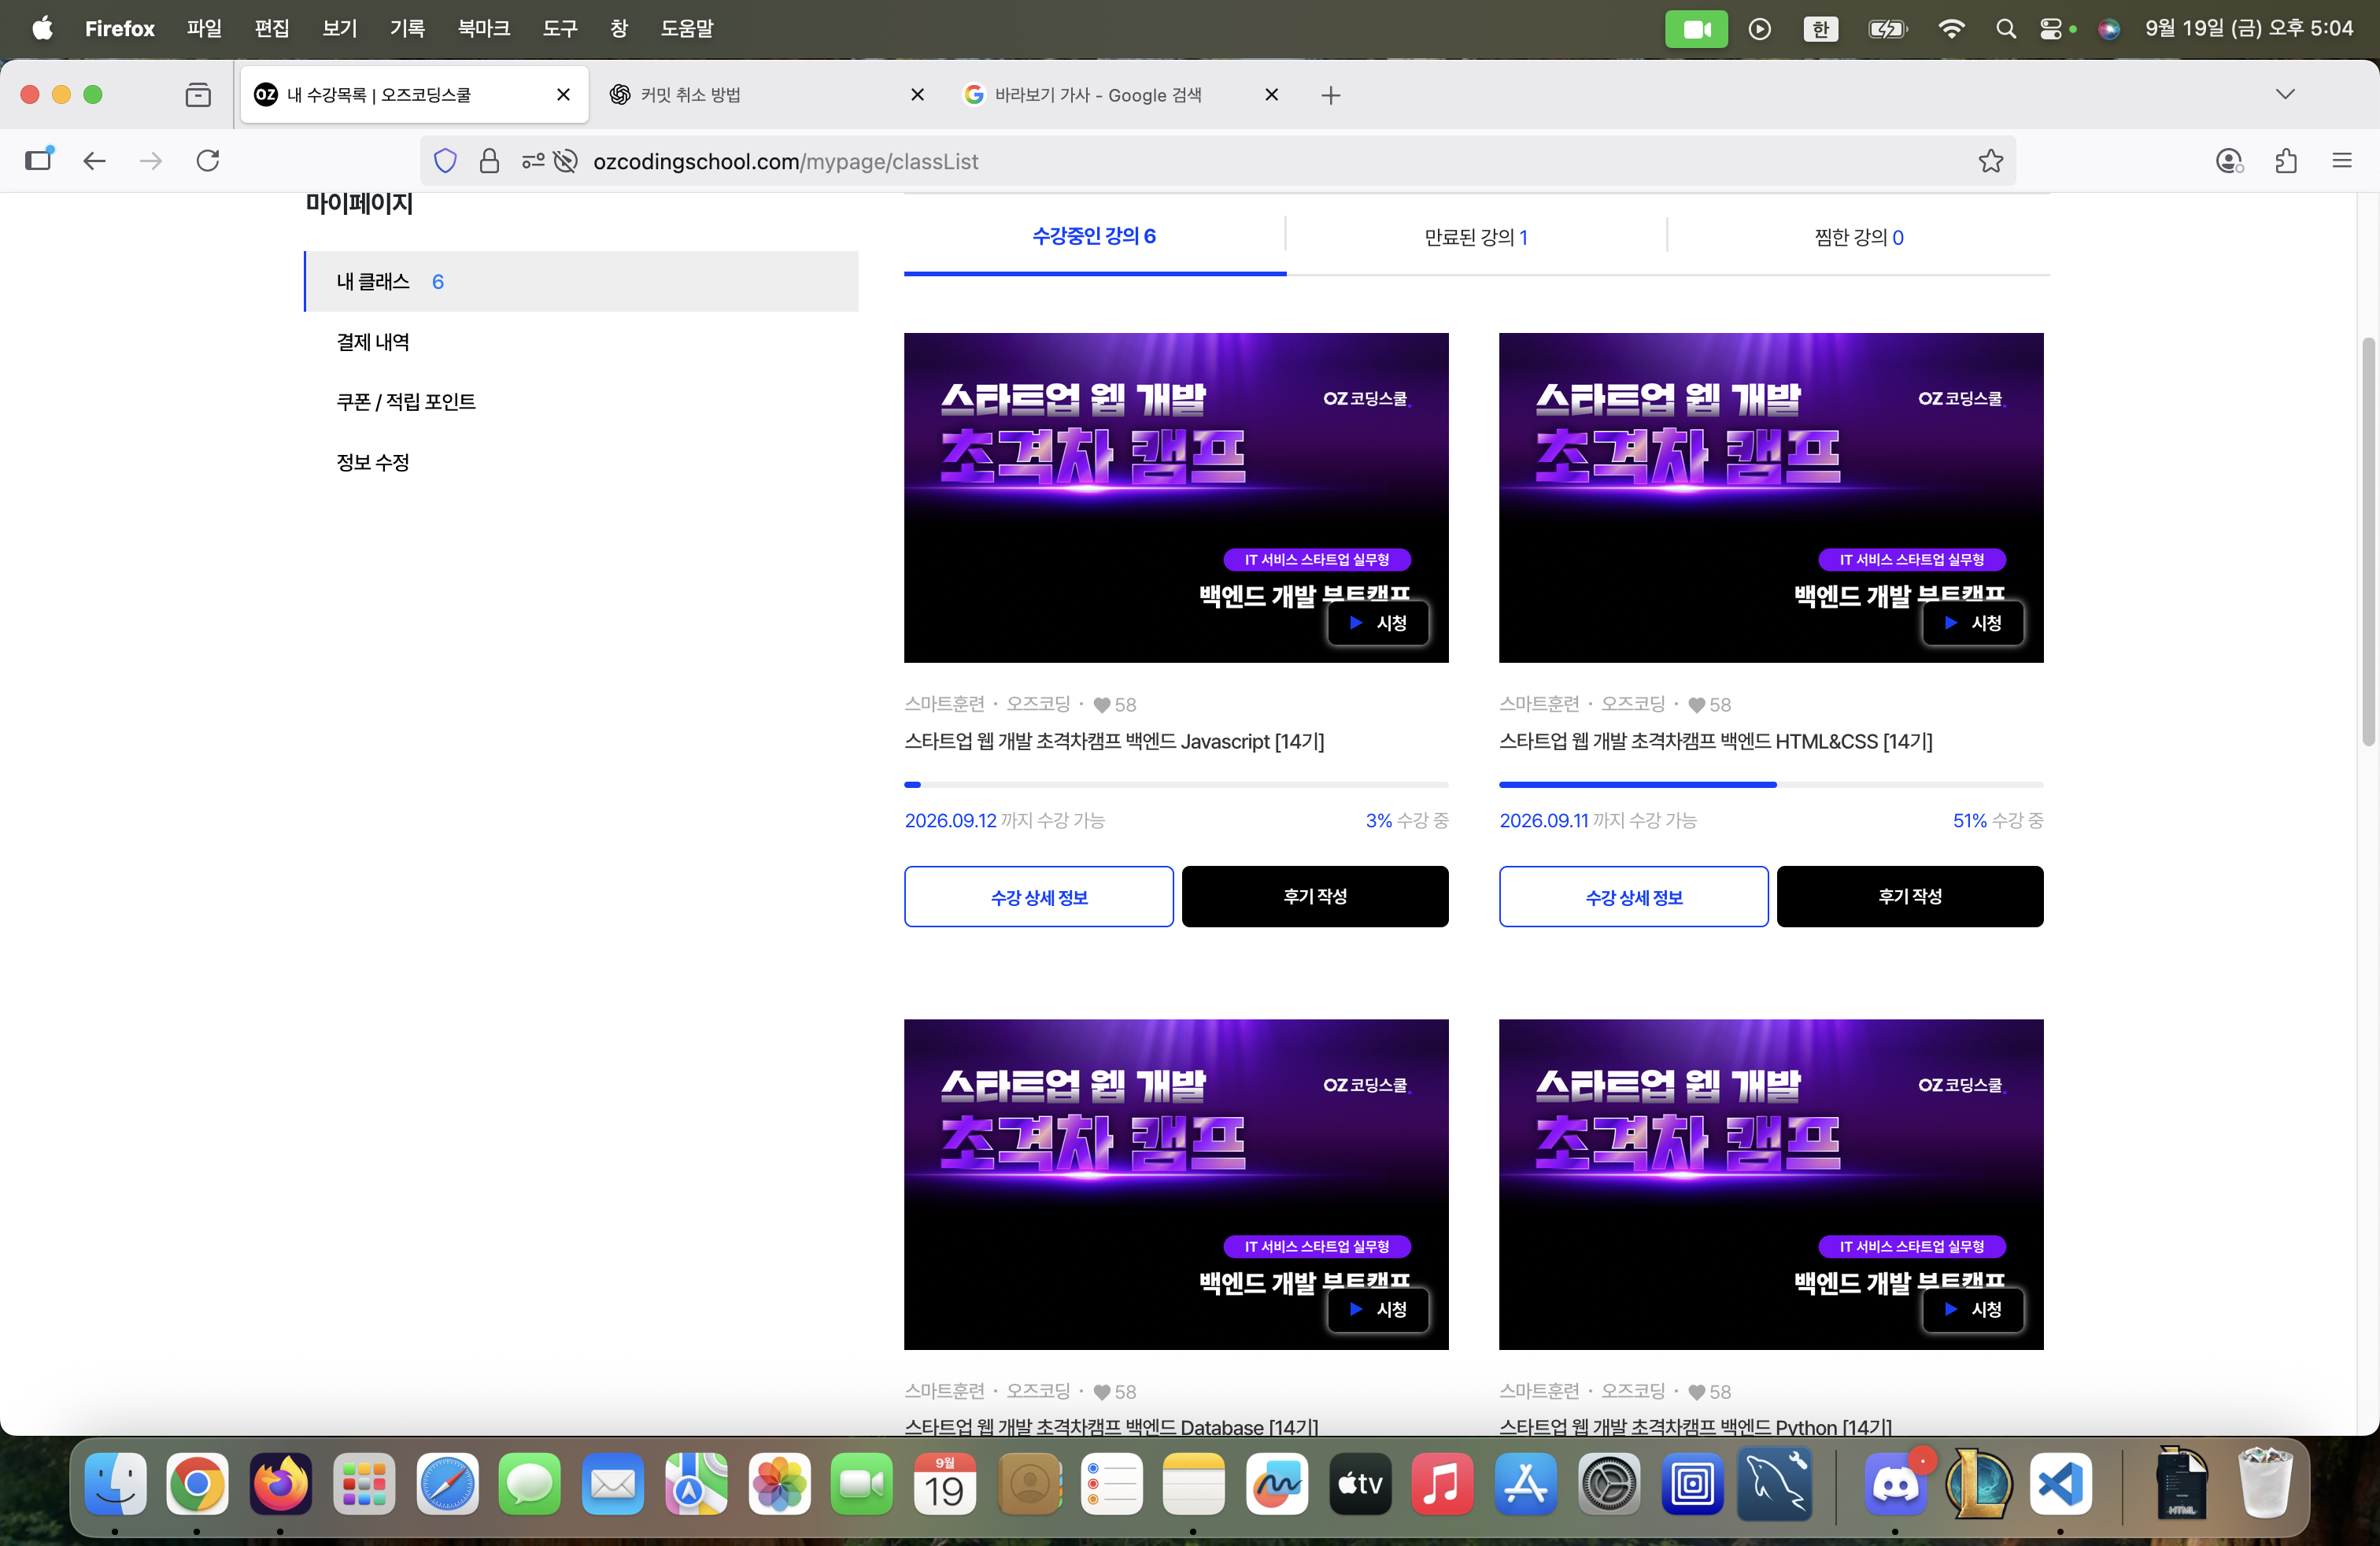 Firefox 파일 편집 보기 기록 북마크 도구 창 도움말 한 9월 19일 (금) 오후 5:04
OZ 내 수강목록 | 오즈코딩스쿨 커밋 취소 방법 바라보기 가사 - Google 검색
ozcodingschool.com/mypage/classList
마이페이지
내 클래스 6
결제 내역
쿠폰 / 적립 포인트
정보 수정
수강중인 강의 6 만료된 강의 1 찜한 강의 0
스타트업 웹 개발
초격차 캠프
OZ코딩스쿨.
IT 서비스 스타트업 실무형
백엔드 개발 부트캠프
시청
스마트훈련 · 오즈코딩 · 58
스타트업 웹 개발 초격차캠프 백엔드 Javascript [14기]
2026.09.12 까지 수강 가능 3% 수강 중
수강 상세 정보 후기 작성
스타트업 웹 개발
초격차 캠프
OZ코딩스쿨.
IT 서비스 스타트업 실무형
백엔드 개발 부트캠프
시청
스마트훈련 · 오즈코딩 · 58
스타트업 웹 개발 초격차캠프 백엔드 HTML&CSS [14기]
2026.09.11 까지 수강 가능 51% 수강 중
수강 상세 정보 후기 작성
스타트업 웹 개발
초격차 캠프
OZ코딩스쿨.
IT 서비스 스타트업 실무형
백엔드 개발 부트캠프
시청
스마트훈련 · 오즈코딩 · 58
스타트업 웹 개발 초격차캠프 백엔드 Database [14기]
스타트업 웹 개발
초격차 캠프
OZ코딩스쿨.
IT 서비스 스타트업 실무형
백엔드 개발 부트캠프
시청
스마트훈련 · 오즈코딩 · 58
스타트업 웹 개발 초격차캠프 백엔드 Python [14기]
9월
19
tv
HTML